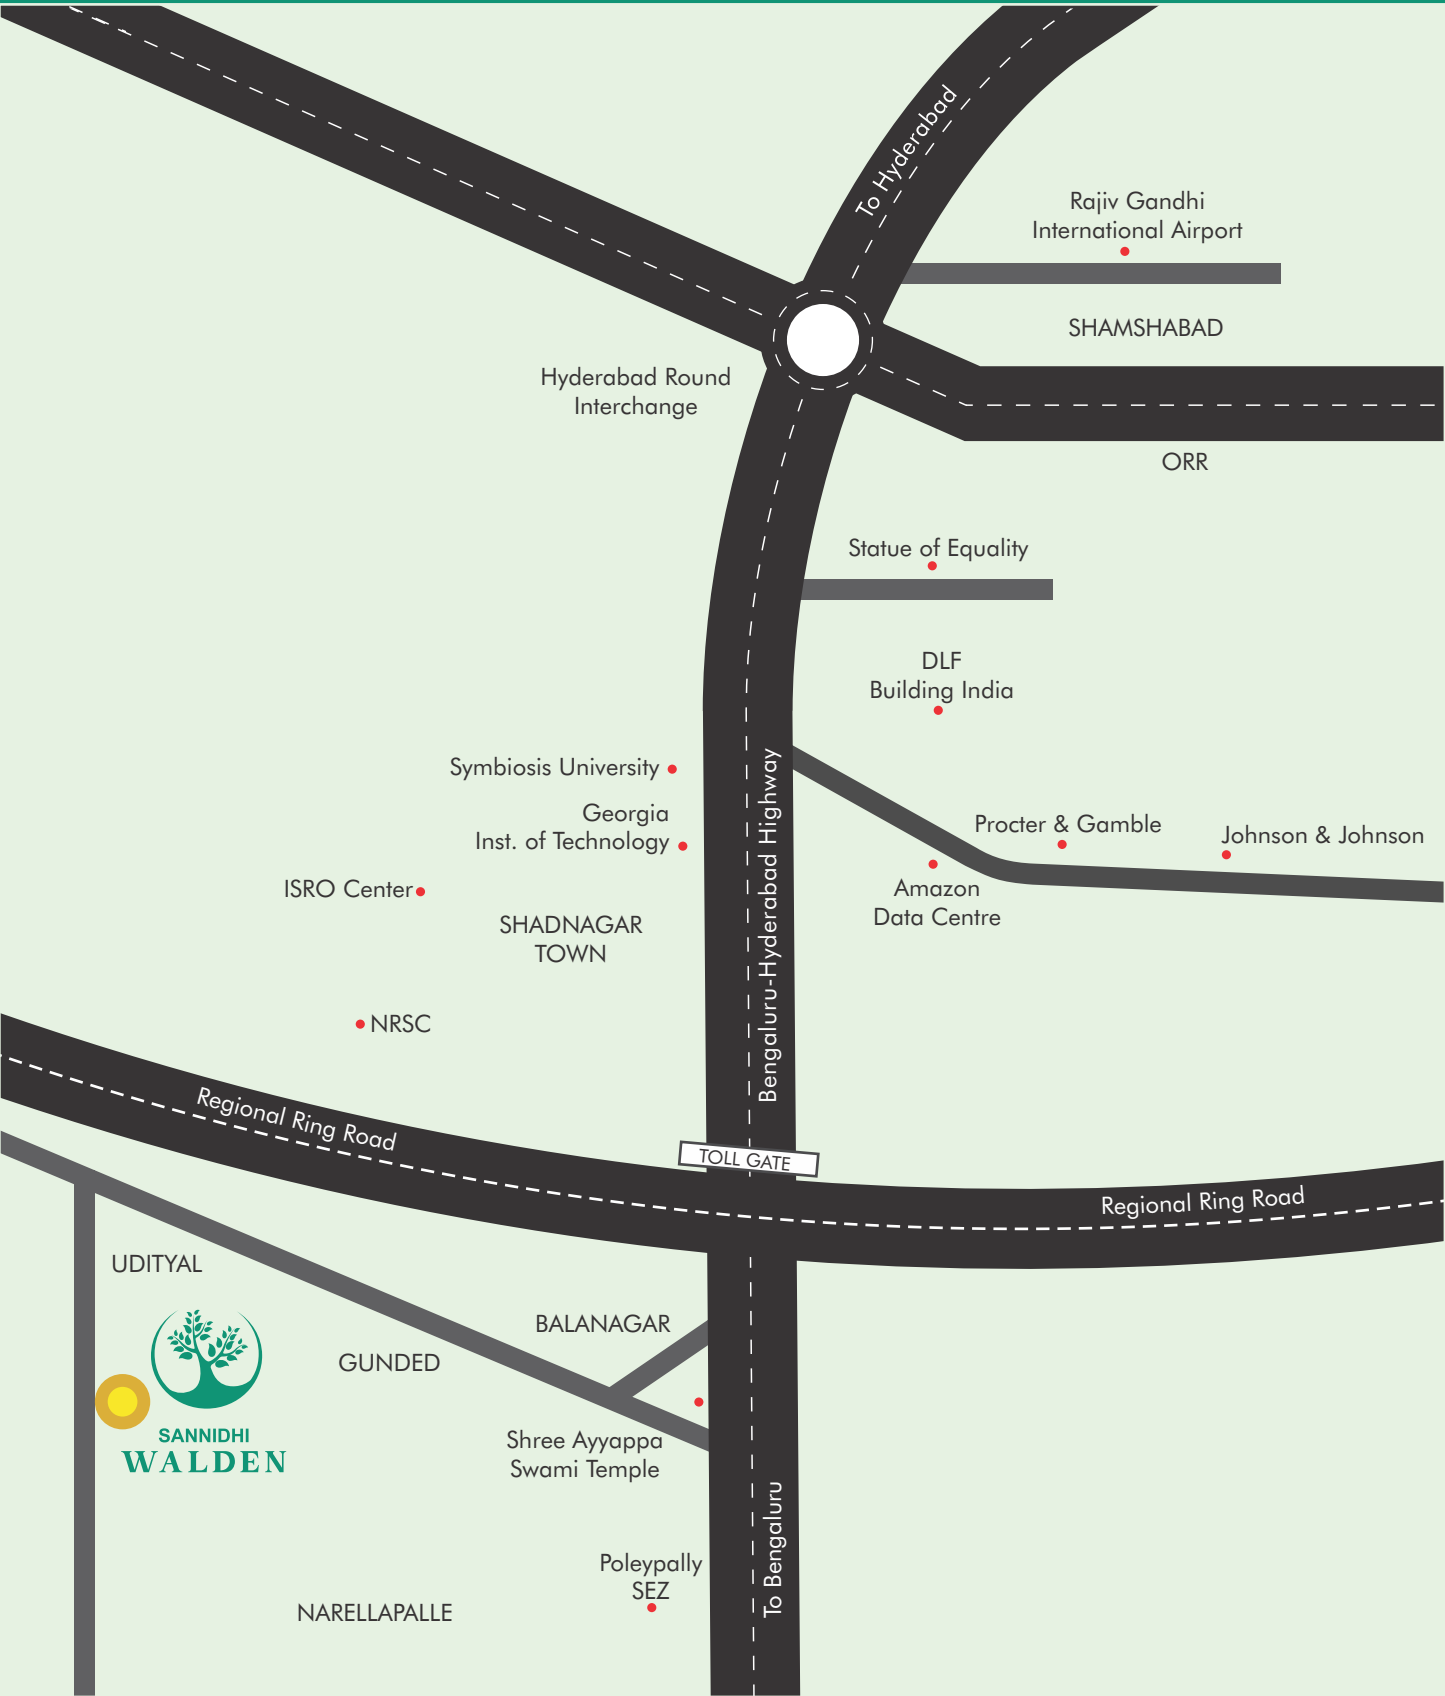 To Hyderabad
Rajiv Gandhi
International Airport
SHAMSHABAD
Hyderabad Round
Interchange
ORR
Statue of Equality
DLF
Building India
Symbiosis University
Georgia
Inst. of Technology
Bengaluru-Hyderabad Highway
Procter & Gamble
Johnson & Johnson
Amazon
Data Centre
ISRO Center
SHADNAGAR
TOWN
NRSC
Regional Ring Road
TOLL GATE
Regional Ring Road
UDITYAL
BALANAGAR
GUNDED
SANNIDHI
WALDEN
Shree Ayyappa
Swami Temple
To Bengaluru
Poleypally
SEZ
NARELLAPALLE